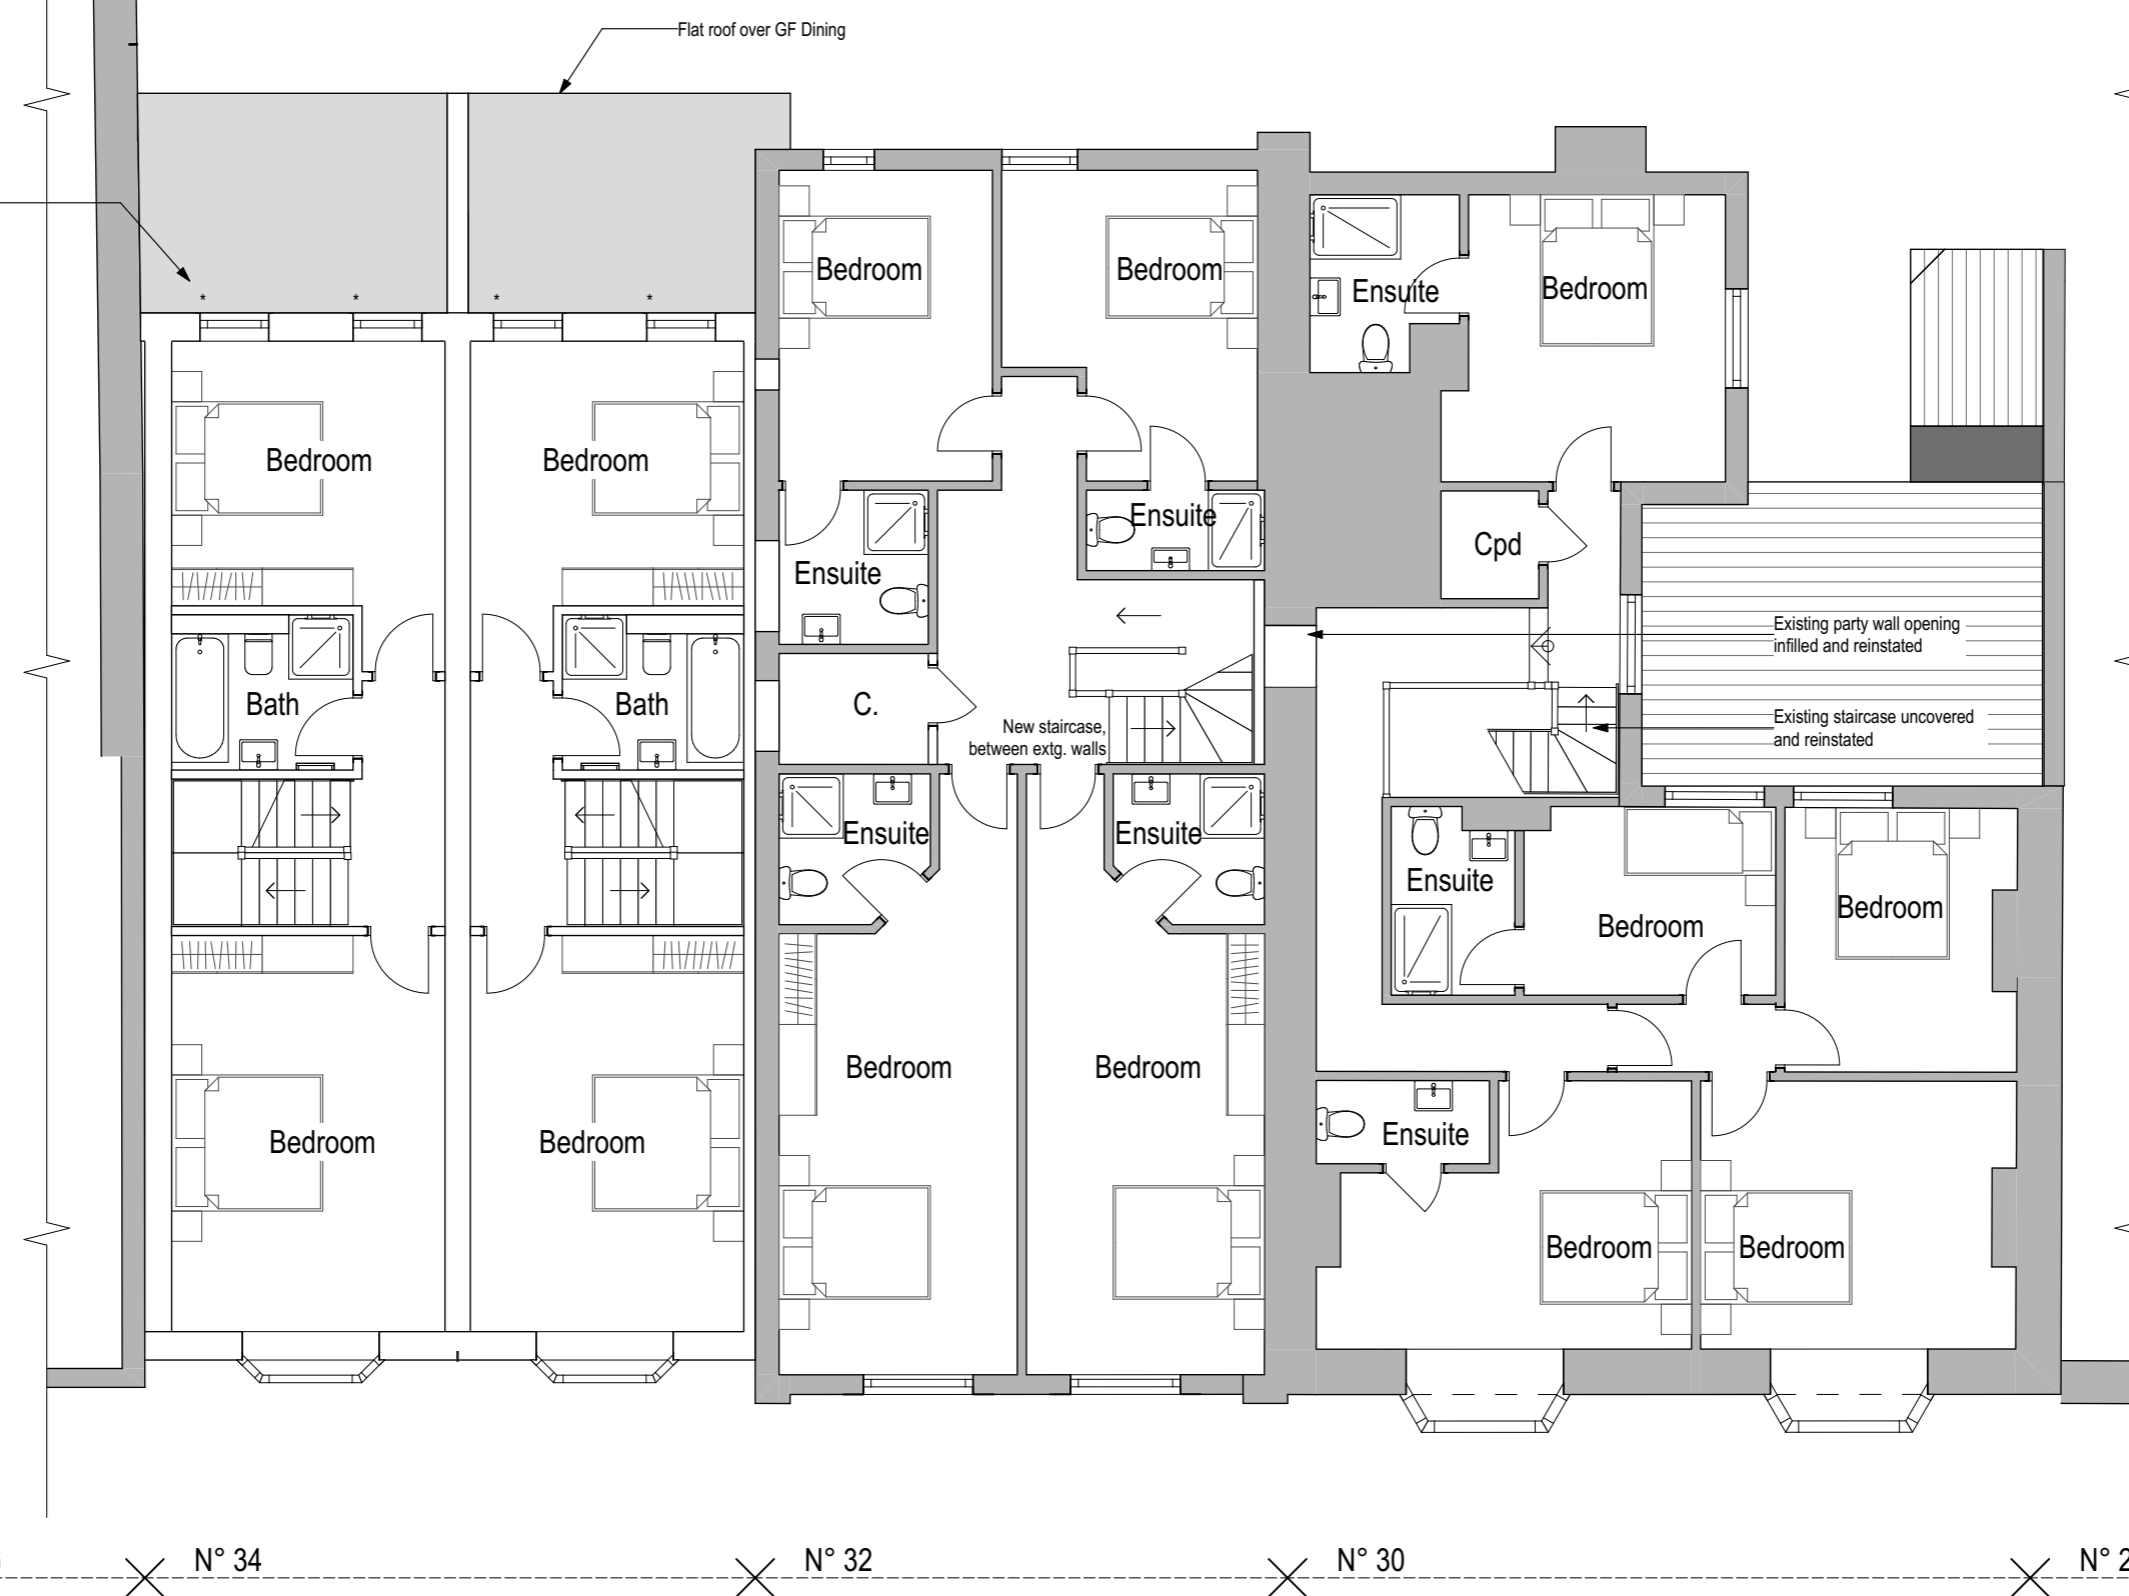 Flat roof over GF Dining
* * * *
Bedroom
Bedroom
Ensuite
Bedroom
Bedroom
Bedroom
Ensuite
Cpd
Ensuite
Existing party wall opening
infilled and reinstated
Bath
Bath
C.
New staircase,
between extg. walls
Existing staircase uncovered
and reinstated
Ensuite
Ensuite
Ensuite
Bedroom
Bedroom
Bedroom
Bedroom
Bedroom
Bedroom
Ensuite
Bedroom
Bedroom
N° 34
N° 32
N° 30
N° 2